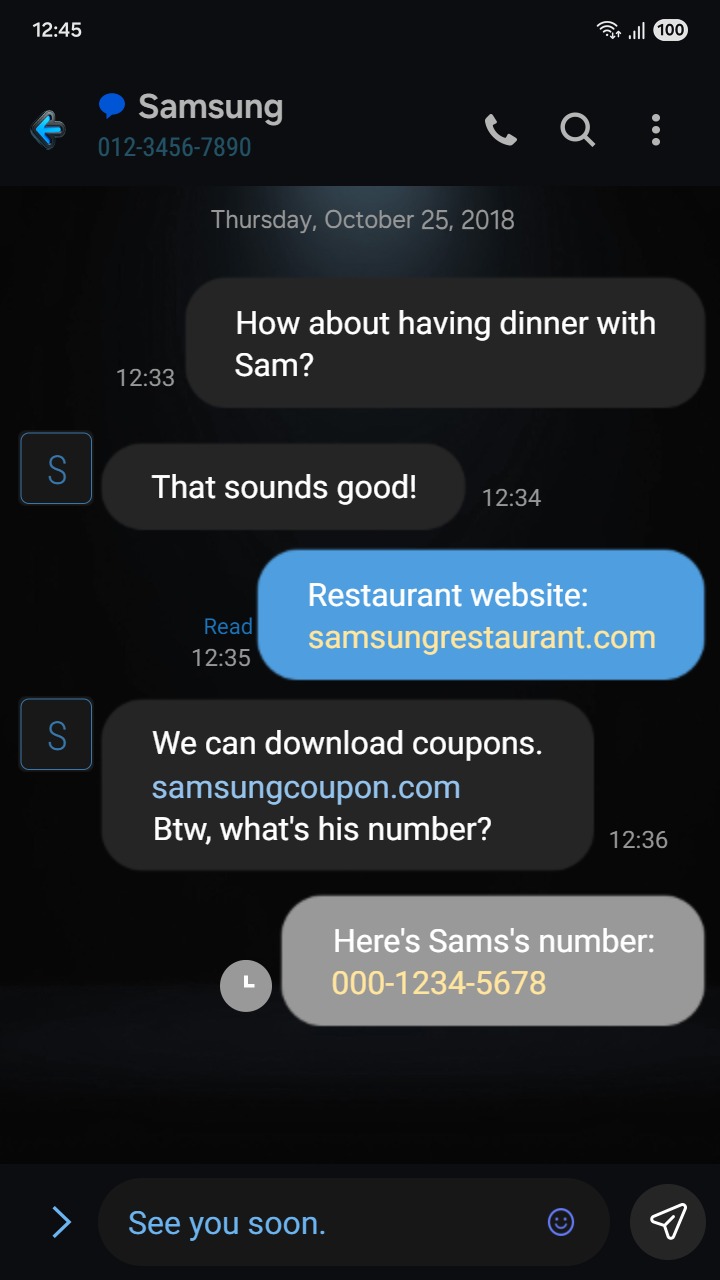 12:45
100
Samsung
012-3456-7890
Thursday, October 25, 2018
How about having dinner with
Sam?
12:33
S
That sounds good!
12:34
Restaurant website:
samsungrestaurant.com
Read
12:35
S
We can download coupons.
samsungcoupon.com
Btw, what's his number?
12:36
Here's Sams's number:
000-1234-5678
See you soon.